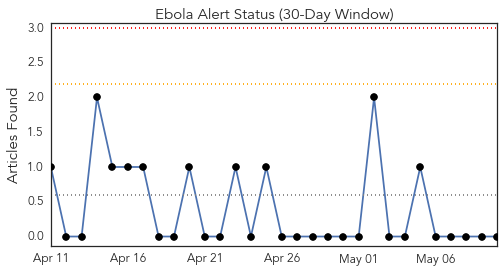 Ebola Alert Status (30-Day Window)
Articles Found
3.0
2.5
2.0
1.5
1.0
0.5
0.0
Apr 11 Apr 16 Apr 21 Apr 26 May 01 May 06